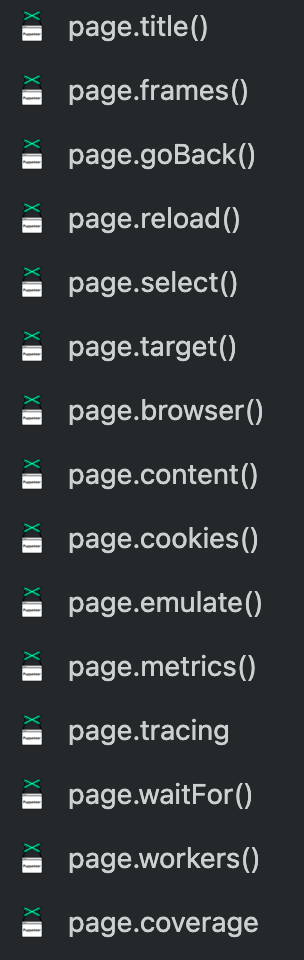 page.title()
page.frames()
page.goBack()
page.reload()
page.select()
page.target()
page.browser()
page.content()
page.cookies()
page.emulate()
page.metrics()
page.tracing
page.waitFor()
page.workers()
page.coverage